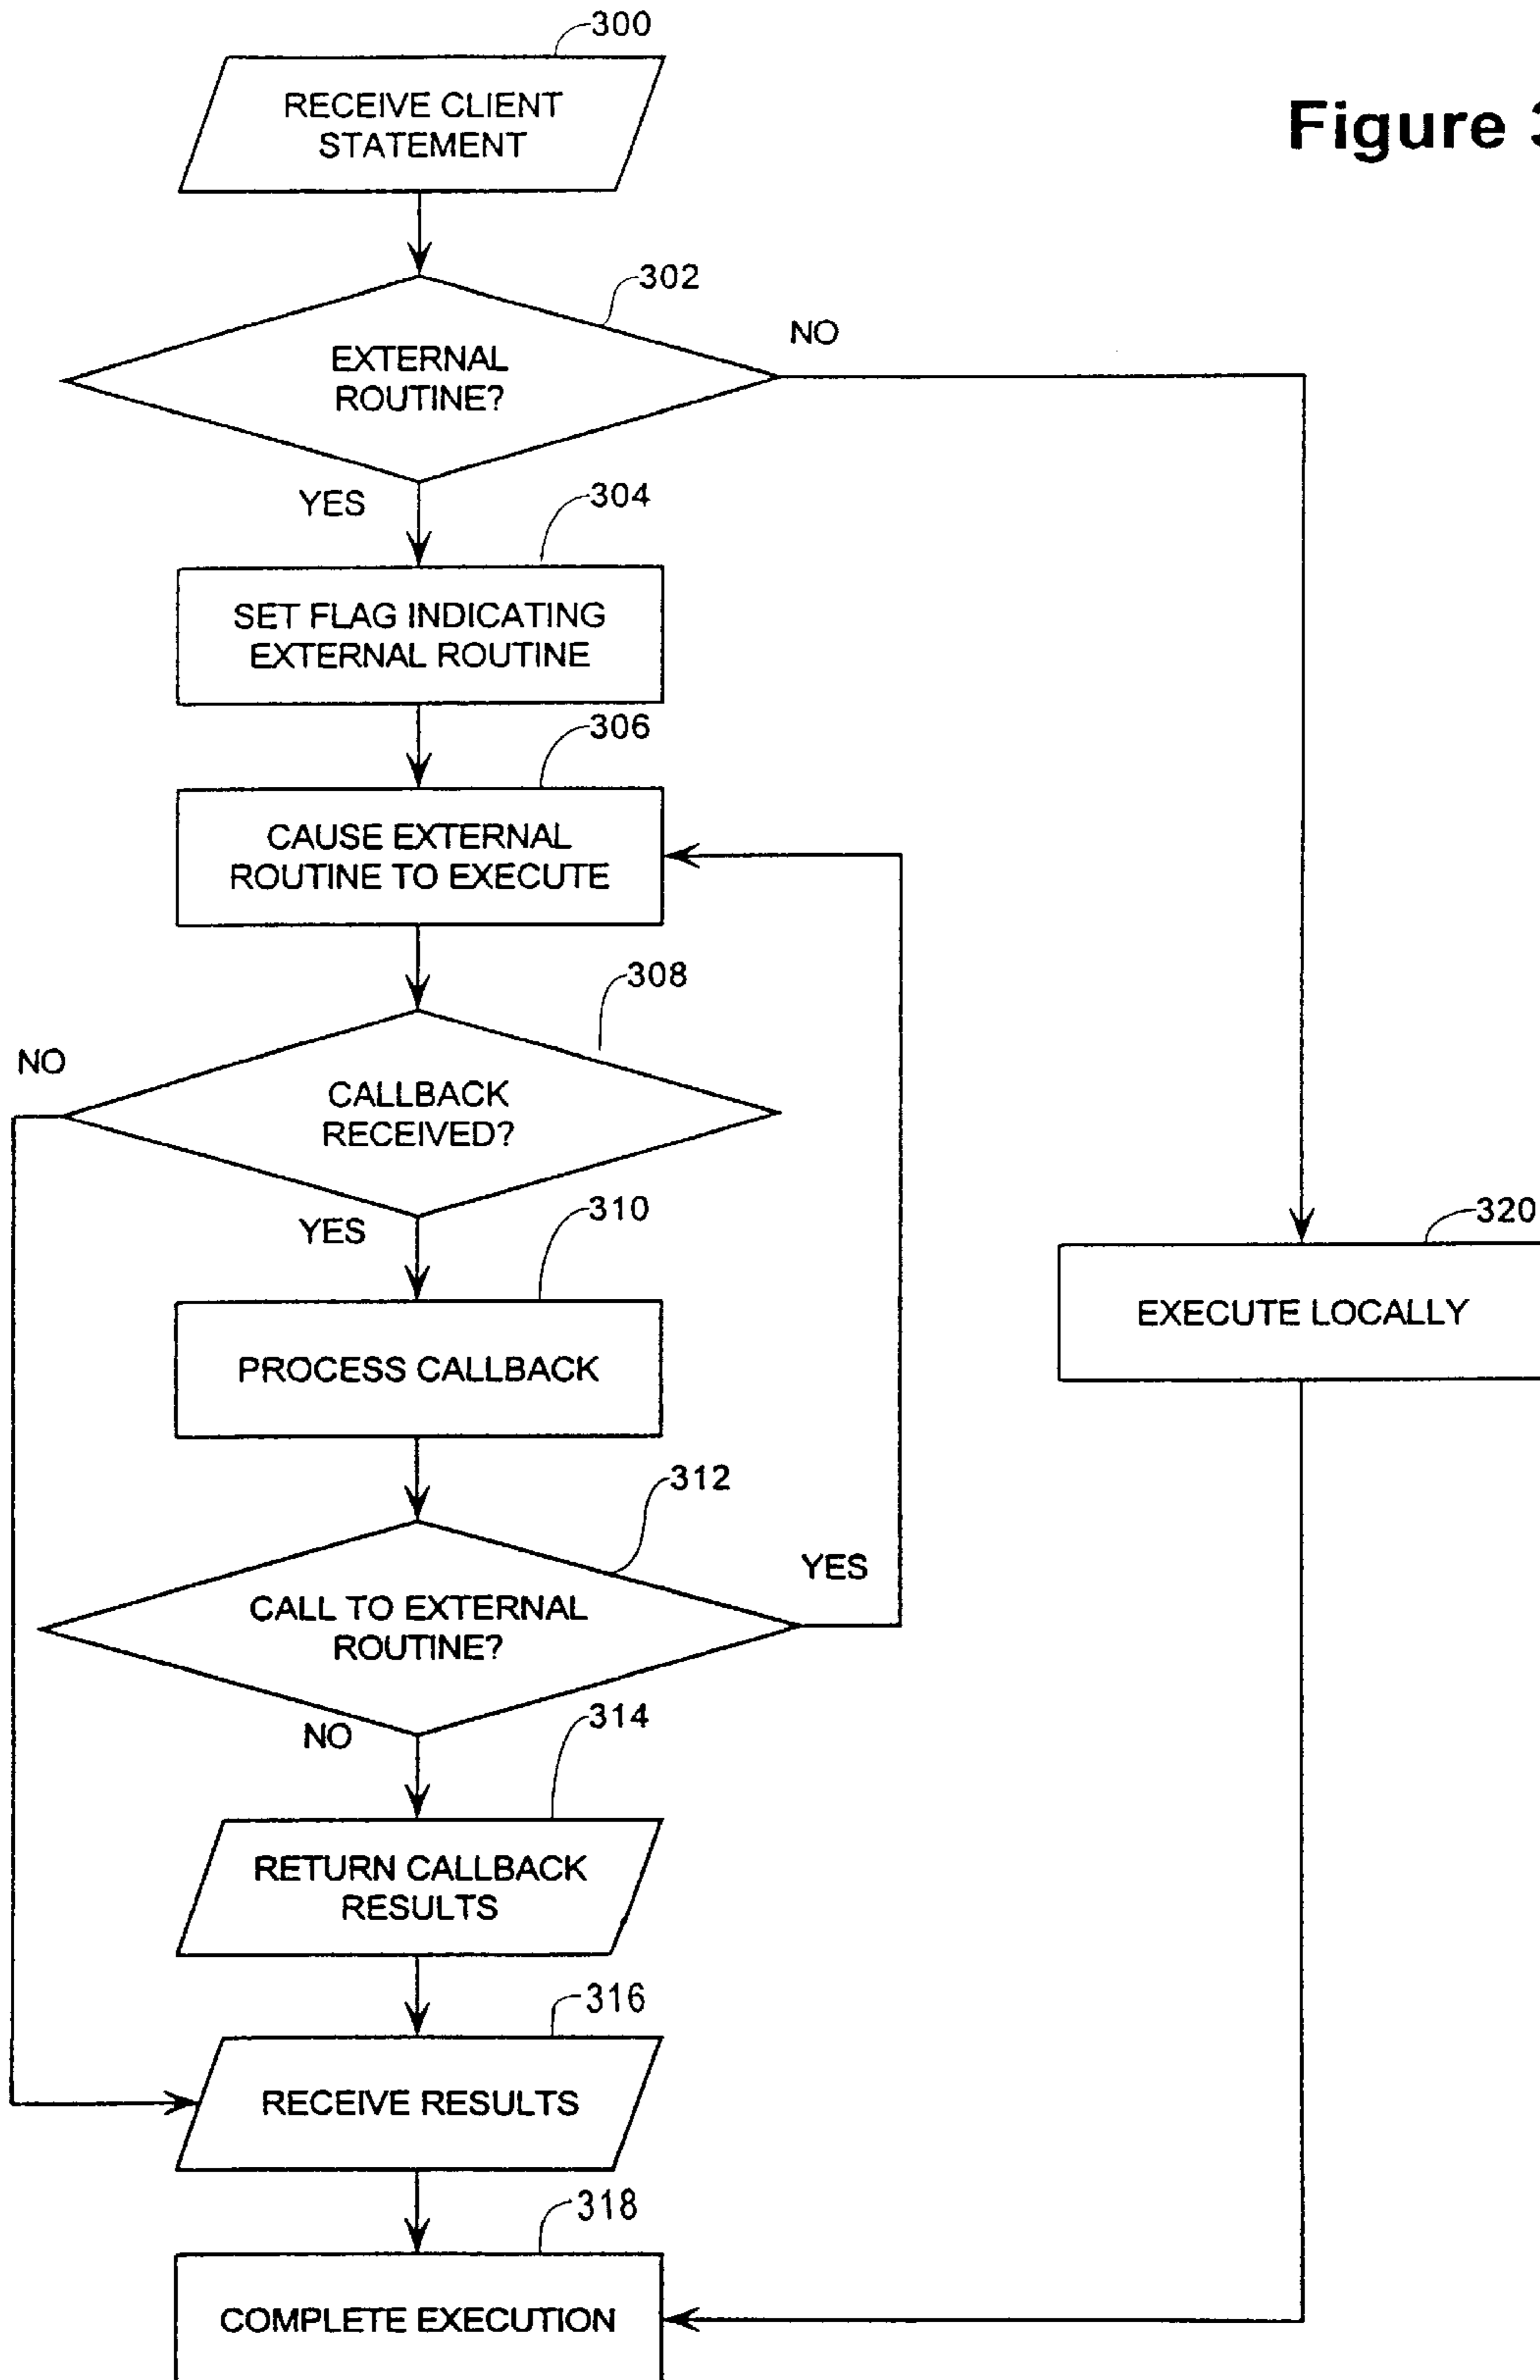 300
RECEIVE CLIENT
STATEMENT
Figure 3
302
EXTERNAL
ROUTINE?
NO
YES
304
SET FLAG INDICATING
EXTERNAL ROUTINE
306
CAUSE EXTERNAL
ROUTINE TO EXECUTE
308
NO
CALLBACK
RECEIVED?
YES
310
PROCESS CALLBACK
320
EXECUTE LOCALLY
312
CALL TO EXTERNAL
ROUTINE?
YES
NO
314
RETURN CALLBACK
RESULTS
316
RECEIVE RESULTS
318
COMPLETE EXECUTION